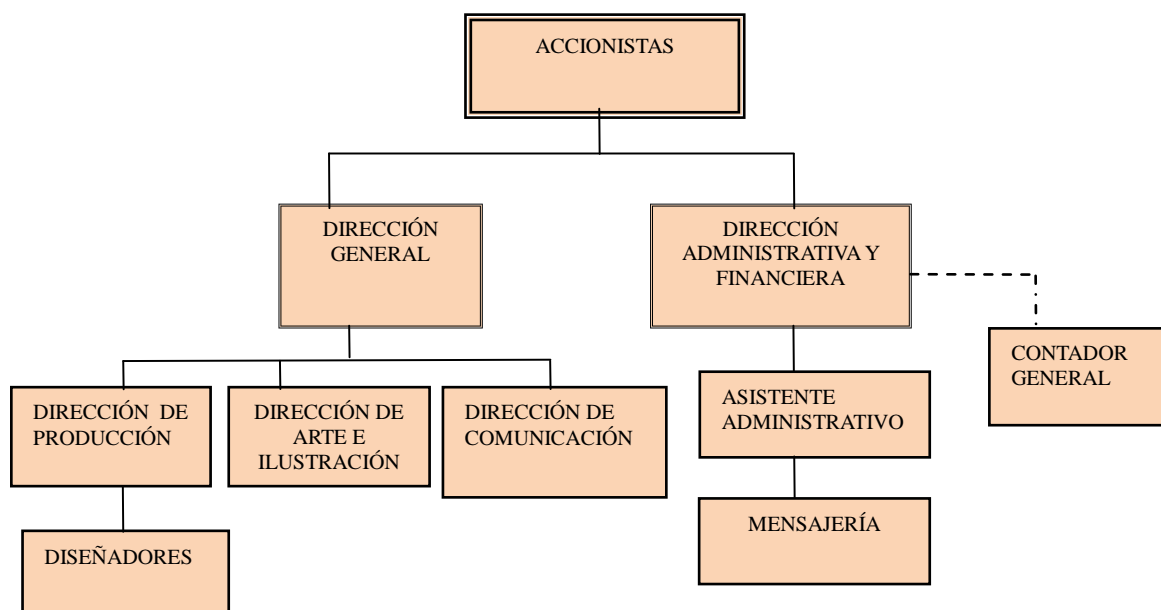 ACCIONISTAS
DIRECCIÓN
GENERAL
DIRECCIÓN
ADMINISTRATIVA Y
FINANCIERA
CONTADOR
GENERAL
DIRECCIÓN DE
PRODUCCIÓN
DIRECCIÓN DE
ARTE E
ILUSTRACIÓN
DIRECCIÓN DE
COMUNICACIÓN
ASISTENTE
ADMINISTRATIVO
DISEÑADORES
MENSAJERÍA